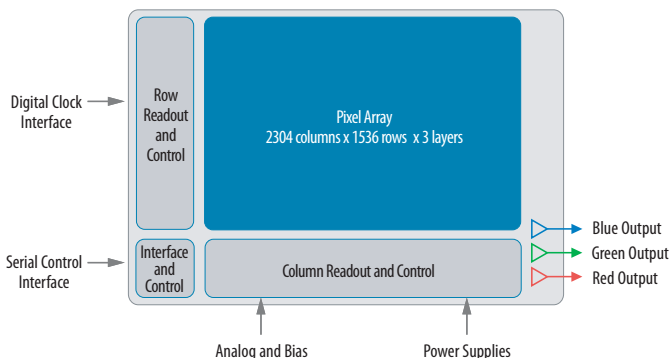 Digital Clock
Interface
Row
Readout
and
Control
Pixel Array
2304 columns x 1536 rows x 3 layers
Blue Output
Green Output
Red Output
Serial Control
Interface
Interface
and
Control
Column Readout and Control
Analog and Bias
Power Supplies